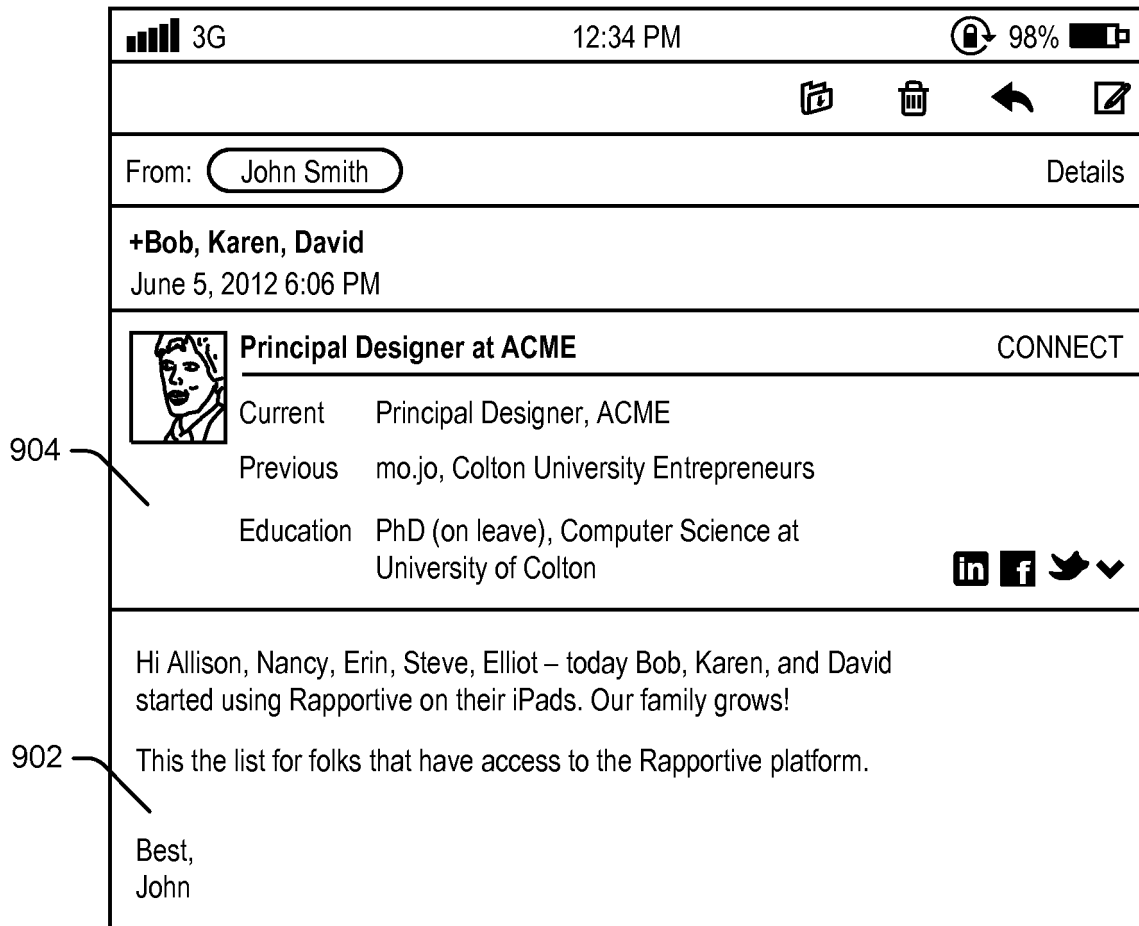 3G 12:34 PM 98%
From: John Smith Details
+Bob, Karen, David
June 5, 2012 6:06 PM
Principal Designer at ACME CONNECT
Current Principal Designer, ACME
904
Previous mo.jo, Colton University Entrepreneurs
Education PhD (on leave), Computer Science at
University of Colton
in f
Hi Allison, Nancy, Erin, Steve, Elliot – today Bob, Karen, and David
started using Rapportive on their iPads. Our family grows!
902
This the list for folks that have access to the Rapportive platform.
Best,
John